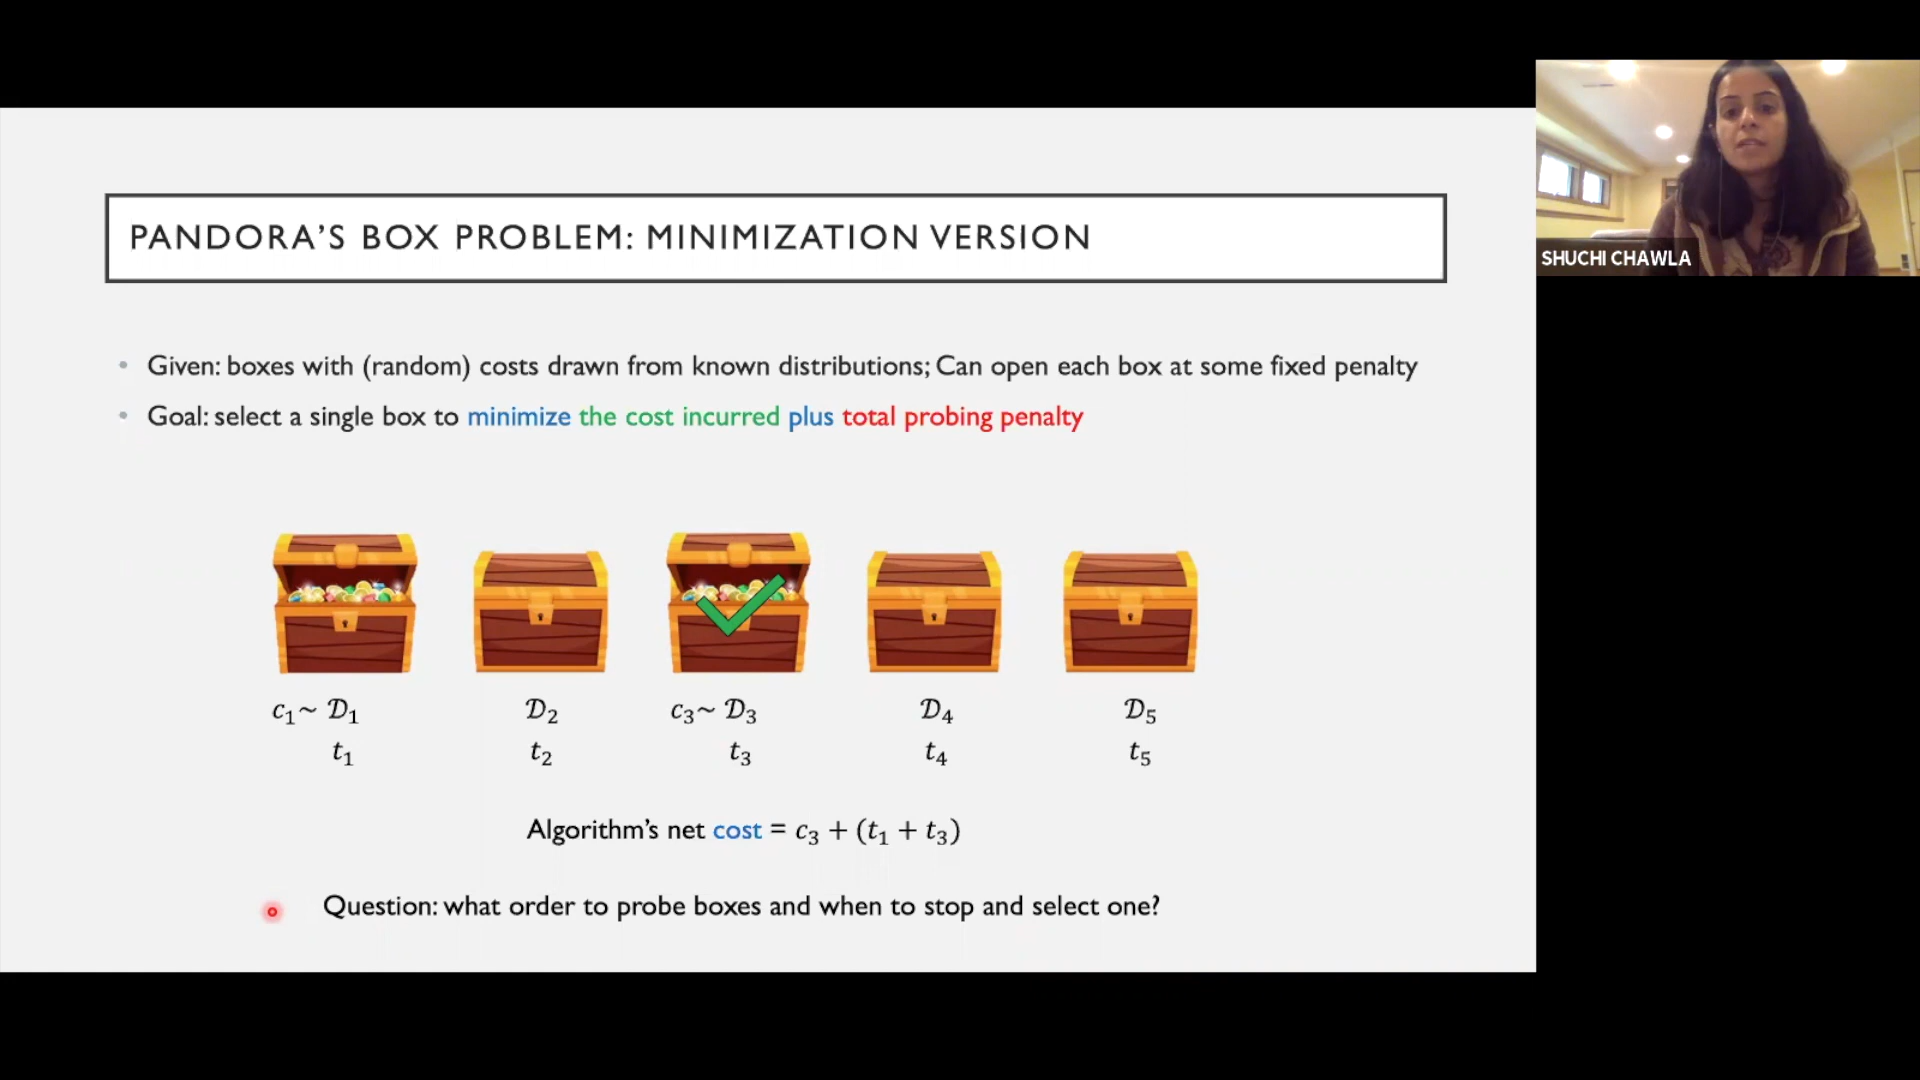 PANDORA'S BOX PROBLEM: MINIMIZATION VERSION
SHUCHI CHAWLA
• Given: boxes with (random) costs drawn from known distributions; Can open each box at some fixed penalty
• Goal: select a single box to minimize the cost incurred plus total probing penalty
c₁~ 𝒟₁ 𝒟₂ c₃~ 𝒟₃ 𝒟₄ 𝒟₅
t₁ t₂ t₃ t₄ t₅
Algorithm's net cost = c₃ + (t₁ + t₃)
Question: what order to probe boxes and when to stop and select one?